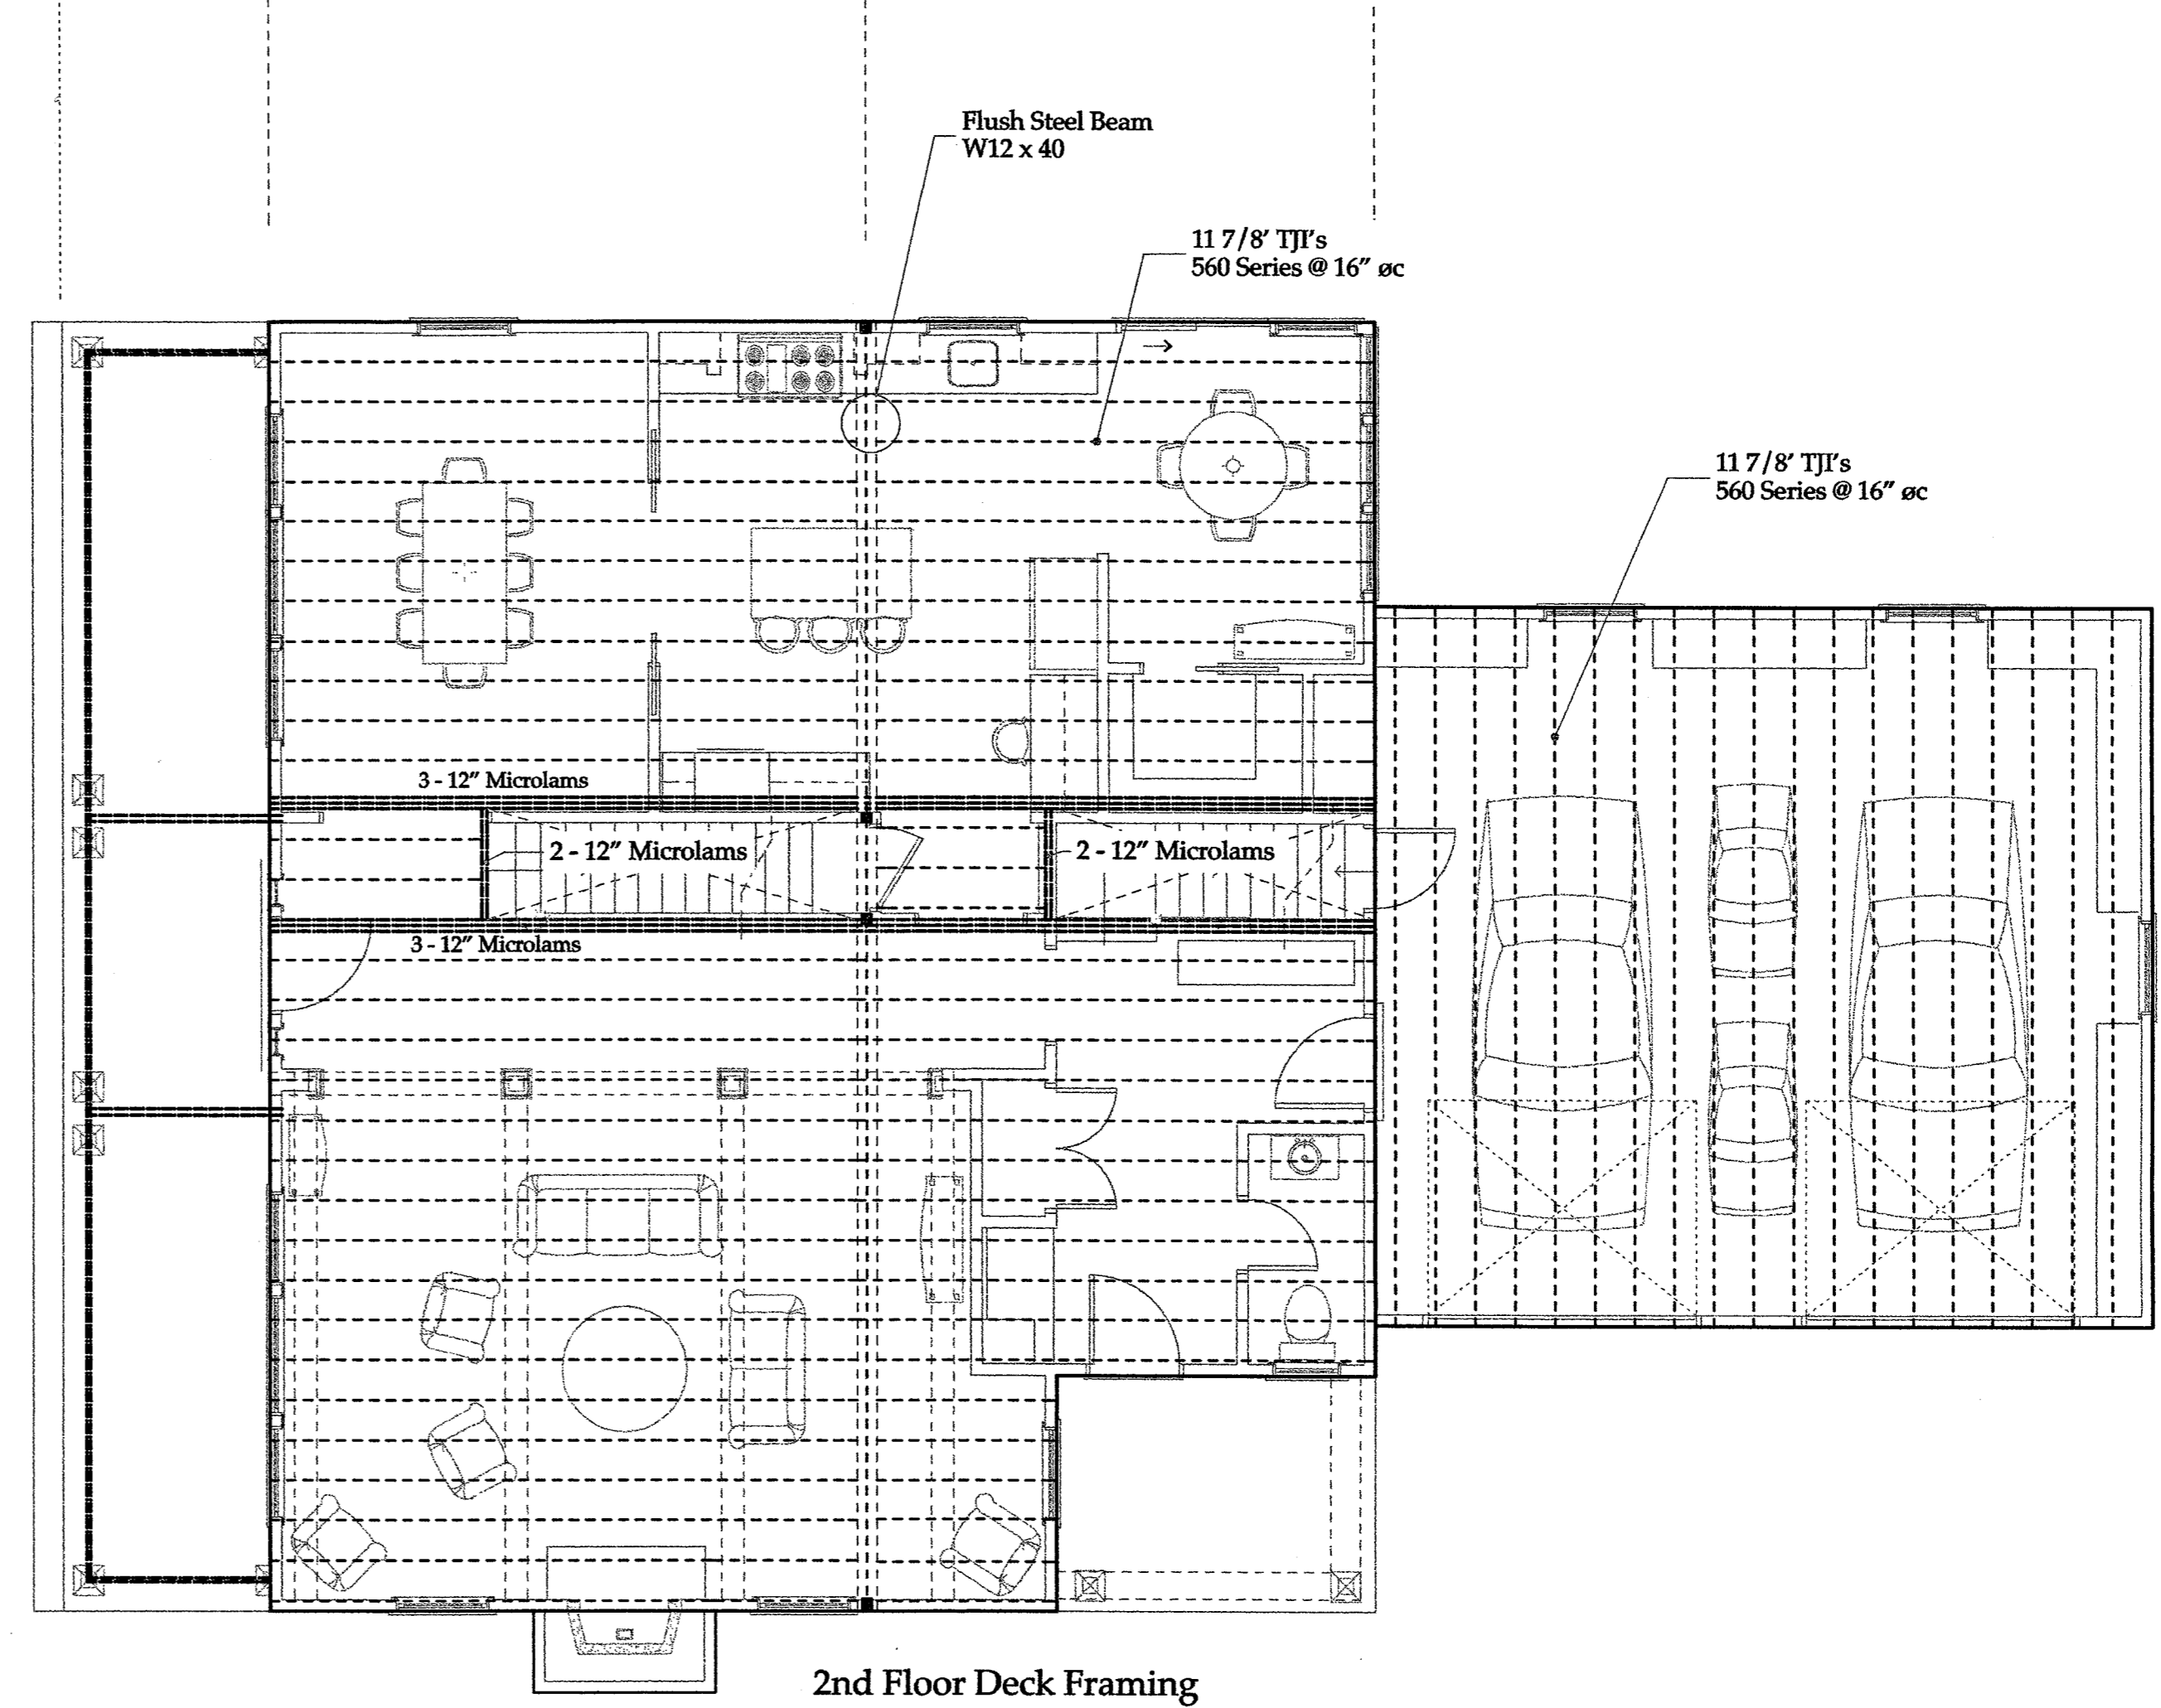 Flush Steel Beam
W12 x 40
11 7/8' TJI's
560 Series @ 16" øc
11 7/8' TJI's
560 Series @ 16" øc
3 - 12" Microlams
2 - 12" Microlams
2 - 12" Microlams
3 - 12" Microlams
2nd Floor Deck Framing